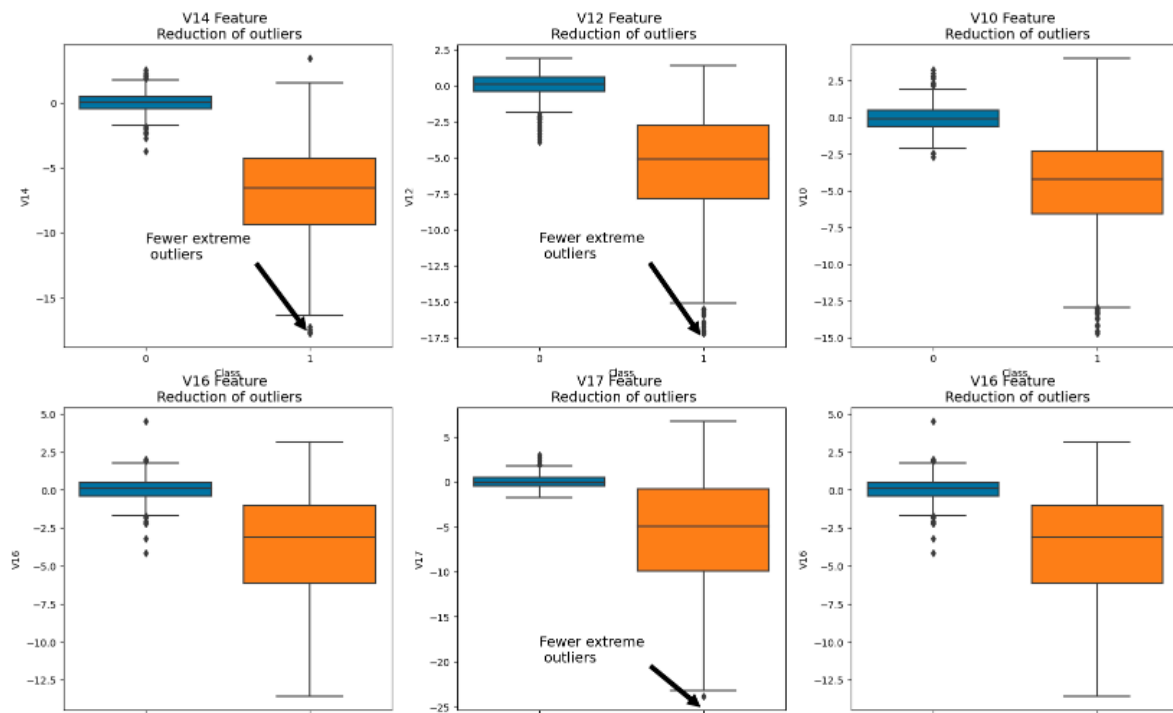 V14 Feature
Reduction of outliers
V12 Feature
Reduction of outliers
V10 Feature
Reduction of outliers
0
−5
−10
−15
V14
Fewer extreme
outliers
0
1
Class
2.5
0.0
−2.5
−5.0
−7.5
−10.0
−12.5
−15.0
−17.5
V12
Fewer extreme
outliers
0
1
Class
2.5
0.0
−2.5
−5.0
−7.5
−10.0
−12.5
−15.0
V10
0
1
V16 Feature
Reduction of outliers
V17 Feature
Reduction of outliers
V16 Feature
Reduction of outliers
5.0
2.5
0.0
−2.5
−5.0
−7.5
−10.0
−12.5
V16
5
0
−5
−10
−15
−20
−25
V17
Fewer extreme
outliers
5.0
2.5
0.0
−2.5
−5.0
−7.5
−10.0
−12.5
V16